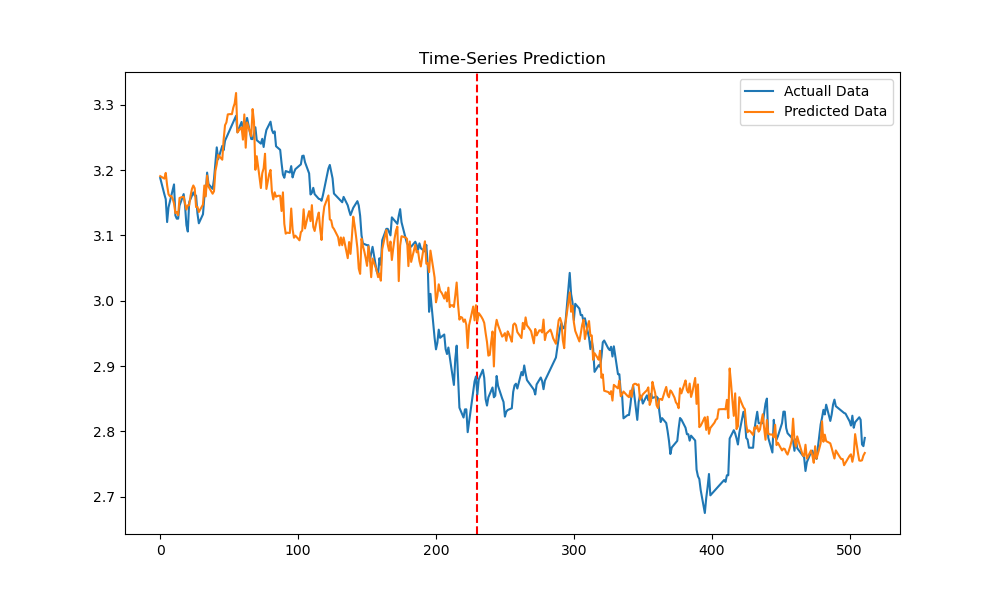 Time-Series Prediction
Actuall Data
Predicted Data
3.3
3.2
3.1
3.0
2.9
2.8
2.7
0 100 200 300 400 500